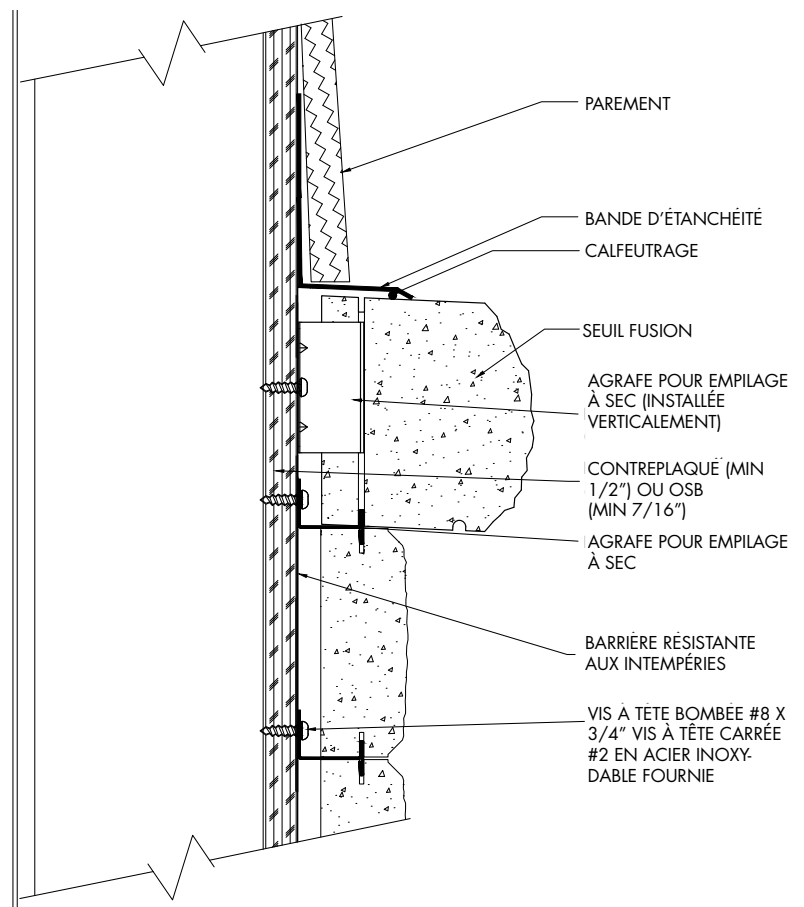 PAREMENT
BANDE D'ÉTANCHÉITÉ
CALFEUTRAGE
SEUIL FUSION
AGRAFE POUR EMPILAGE
À SEC (INSTALLÉE
VERTICALEMENT)
CONTREPLAQUÉ (MIN
1/2") OU OSB
(MIN 7/16")
AGRAFE POUR EMPILAGE
À SEC
BARRIÈRE RÉSISTANTE
AUX INTEMPÉRIES
VIS À TÊTE BOMBÉE #8 X
3/4" VIS À TÊTE CARRÉE
#2 EN ACIER INOXY-
DABLE FOURNIE